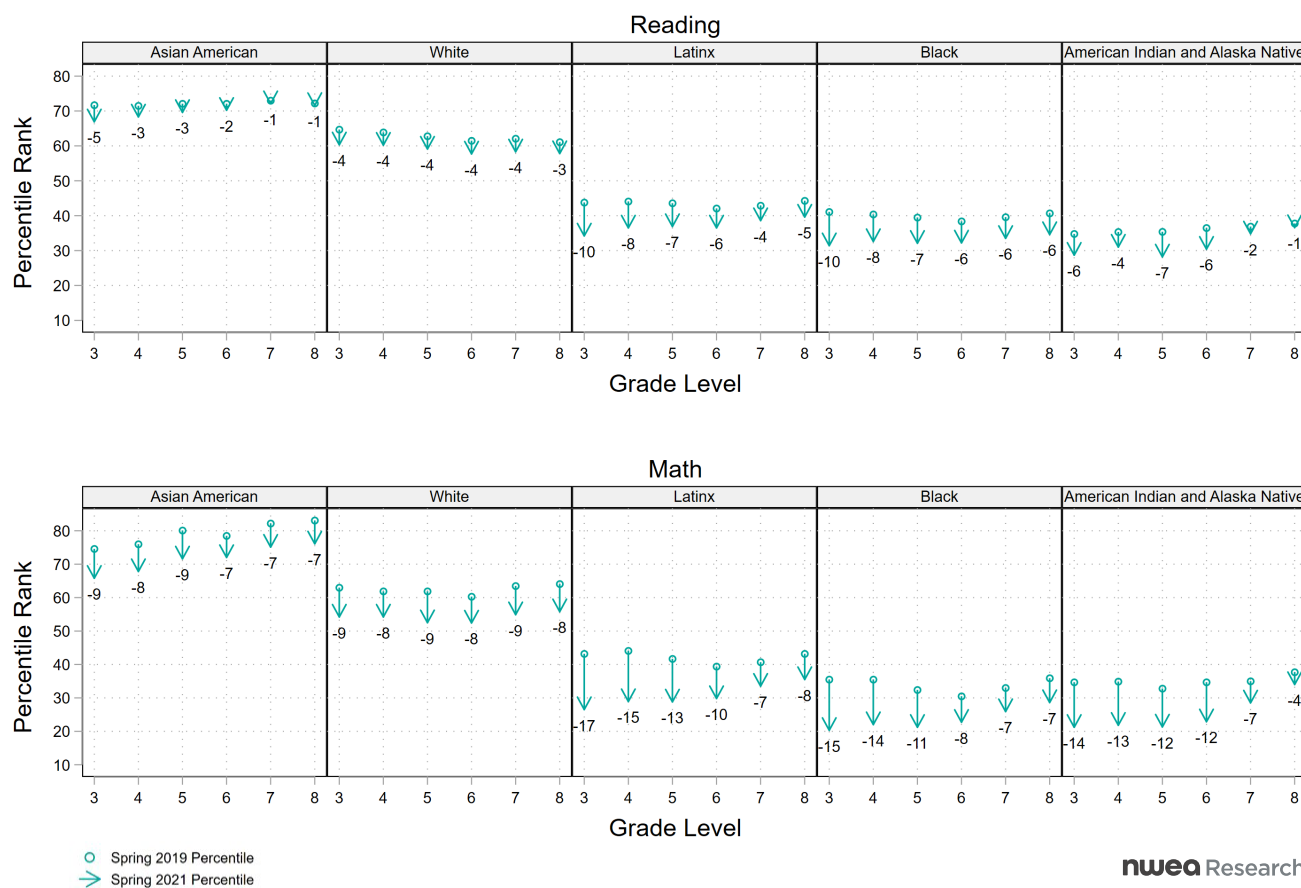 Reading
Asian American White Latinx Black American Indian and Alaska Native
80
70
60
50
40
30
20
10
Percentile Rank
-5 -3 -3 -2 -1 -1
-4 -4 -4 -4 -4 -3
-10 -8 -7 -6 -4 -5
-10 -8 -7 -6 -6 -6
-6 -4 -7 -6 -2 -1
3 4 5 6 7 8 3 4 5 6 7 8 3 4 5 6 7 8 3 4 5 6 7 8 3 4 5 6 7 8
Grade Level
Math
Asian American White Latinx Black American Indian and Alaska Native
80
70
60
50
40
30
20
10
Percentile Rank
-9 -8 -9 -7 -7 -7
-9 -8 -9 -8 -9 -8
-17 -15 -13 -10 -7 -8
-15 -14 -11 -8 -7 -7
-14 -13 -12 -12 -7 -4
3 4 5 6 7 8 3 4 5 6 7 8 3 4 5 6 7 8 3 4 5 6 7 8 3 4 5 6 7 8
Grade Level
Spring 2019 Percentile
Spring 2021 Percentile
nwea Research